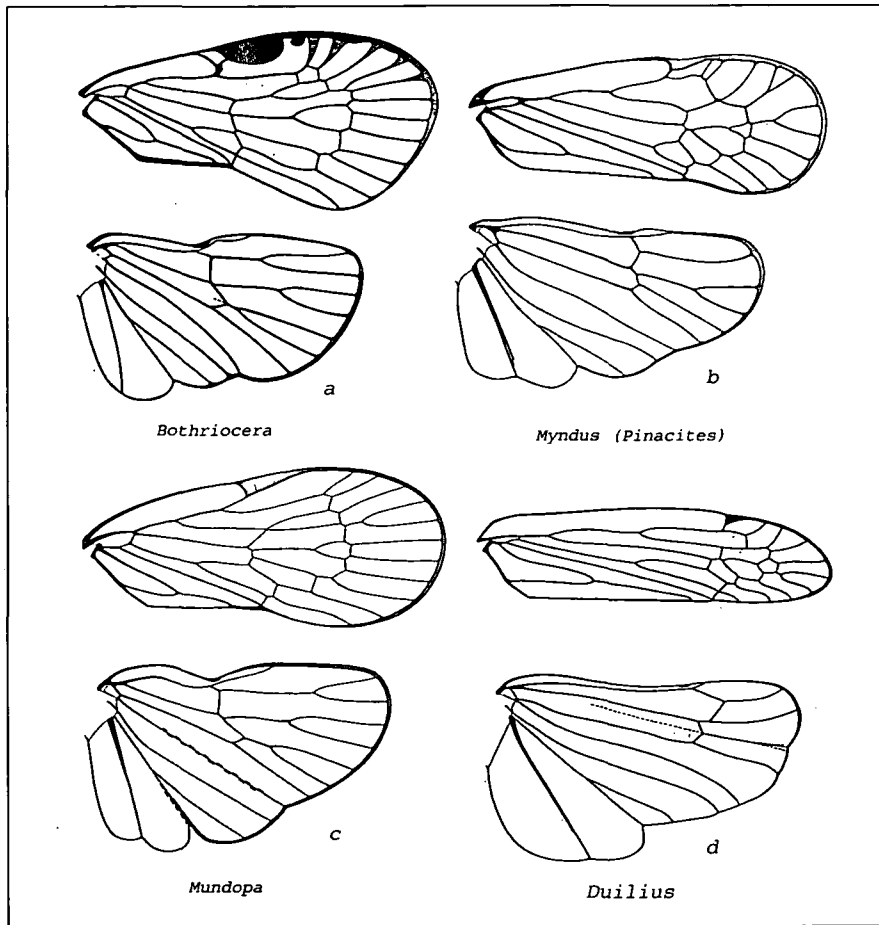 a
b
Bothriocera
Myndus (Pinacites)
c
d
Mundopa
Duilius